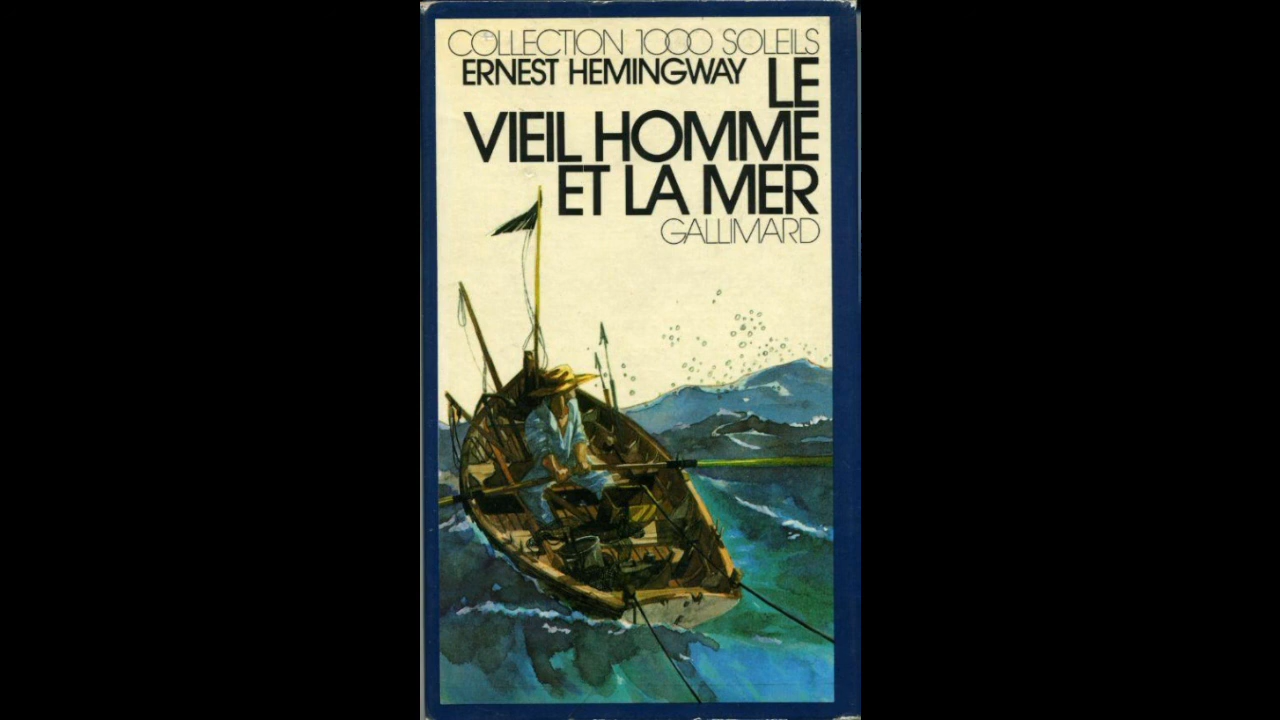 COLLECTION 1000 SOLEILS
ERNEST HEMINGWAY LE
VIEIL HOMME
ET LA MER
GALLIMARD